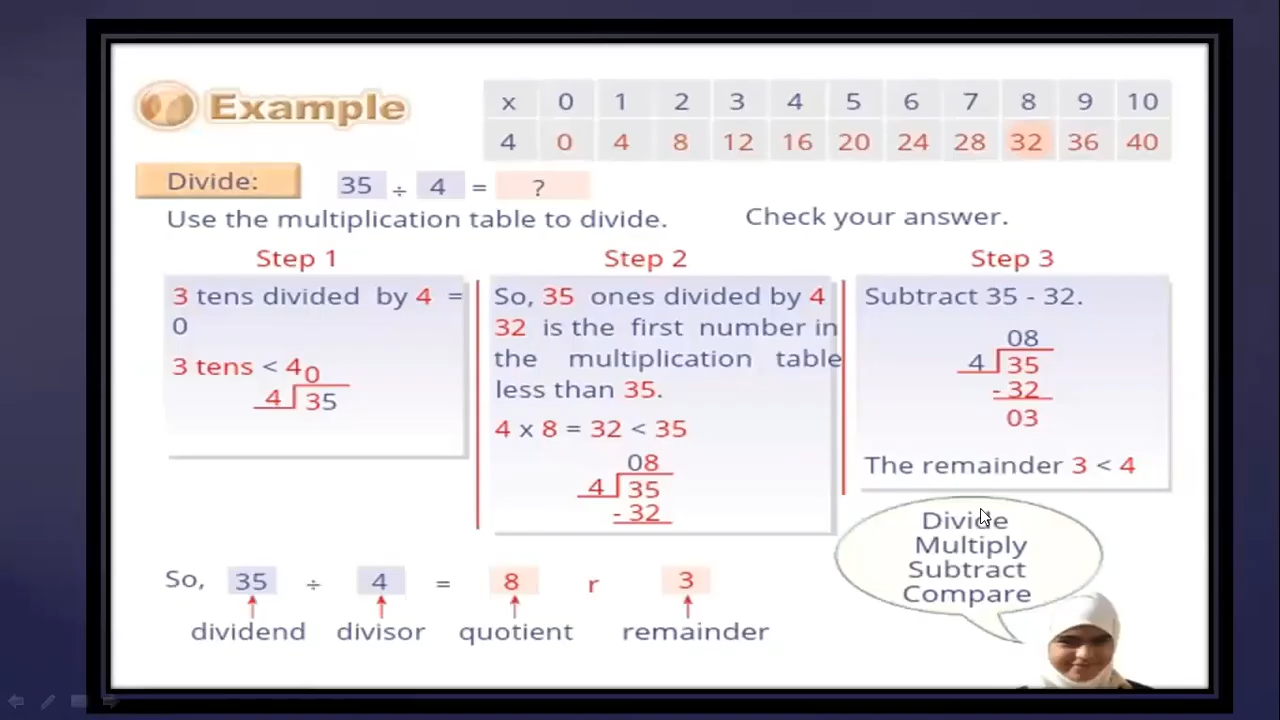 Example
x 0 1 2 3 4 5 6 7 8 9 10
4 0 4 8 12 16 20 24 28 32 36 40
Divide: 35 ÷ 4 = ?
Use the multiplication table to divide. Check your answer.
Step 1
3 tens divided by 4 =
0
3 tens < 4
0
4 35
Step 2
So, 35 ones divided by 4
32 is the first number in
the multiplication table
less than 35.
4 x 8 = 32 < 35
08
4 35
- 32
Step 3
Subtract 35 - 32.
08
4 35
- 32
03
The remainder 3 < 4
Divide
Multiply
Subtract
Compare
So, 35 ÷ 4 = 8 r 3
dividend divisor quotient remainder